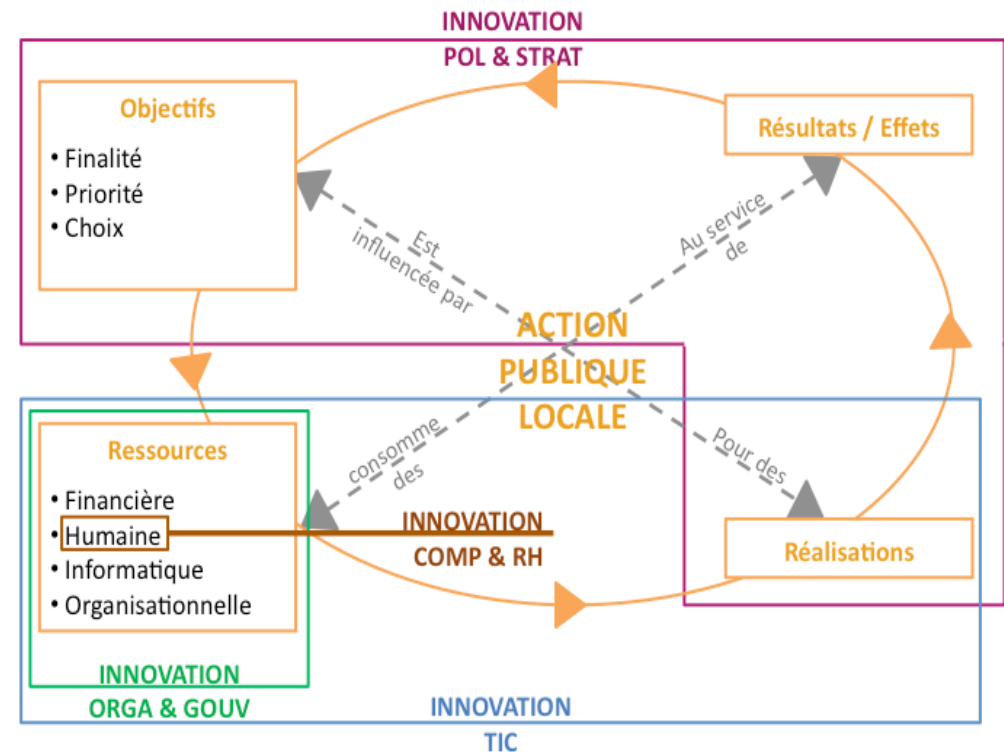 INNOVATION
POL & STRAT
Objectifs
• Finalité
• Priorité
• Choix
Résultats / Effets
Est
influencée par
Au service
de
ACTION
PUBLIQUE
LOCALE
Ressources
• Financière
• Humaine
• Informatique
• Organisationnelle
consomme
des
Pour des
INNOVATION
COMP & RH
Réalisations
INNOVATION
ORGA & GOUV
INNOVATION
TIC